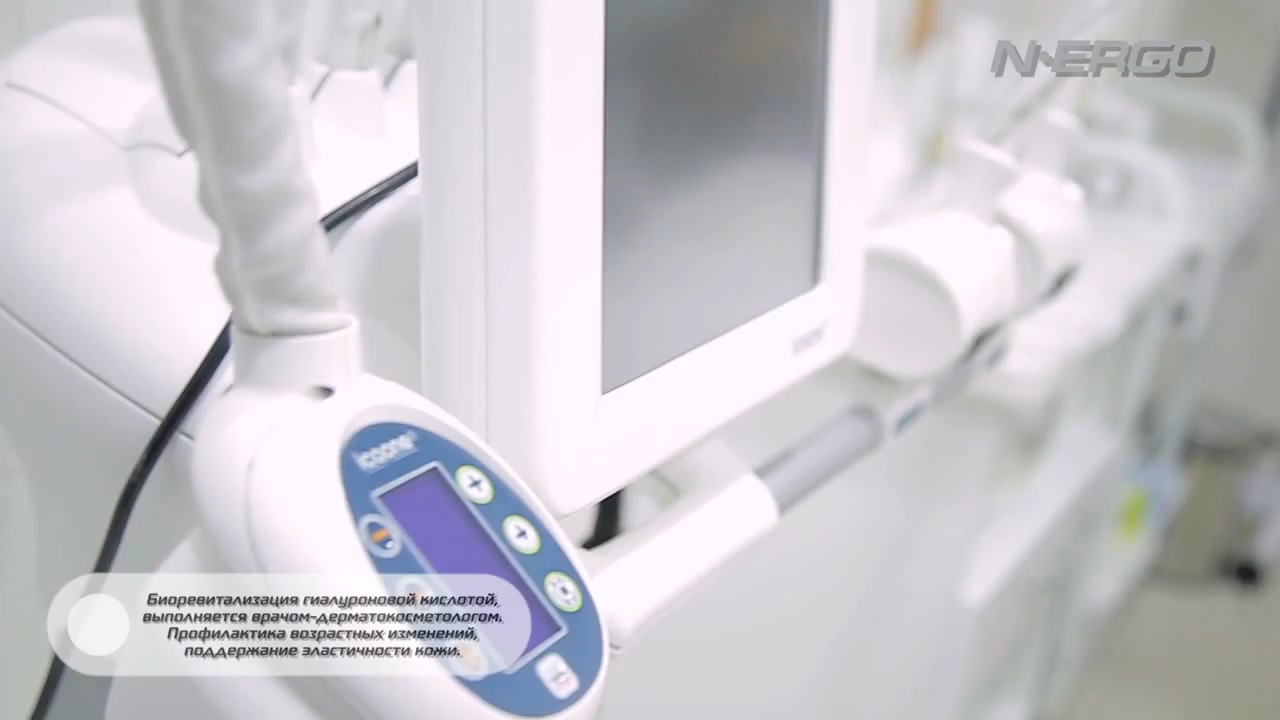 N-ERGO
icoone
Биоревитализация гиалуроновой кислотой,
выполняется врачом-дерматокосметологом.
Профилактика возрастных изменений,
поддержание эластичности кожи.